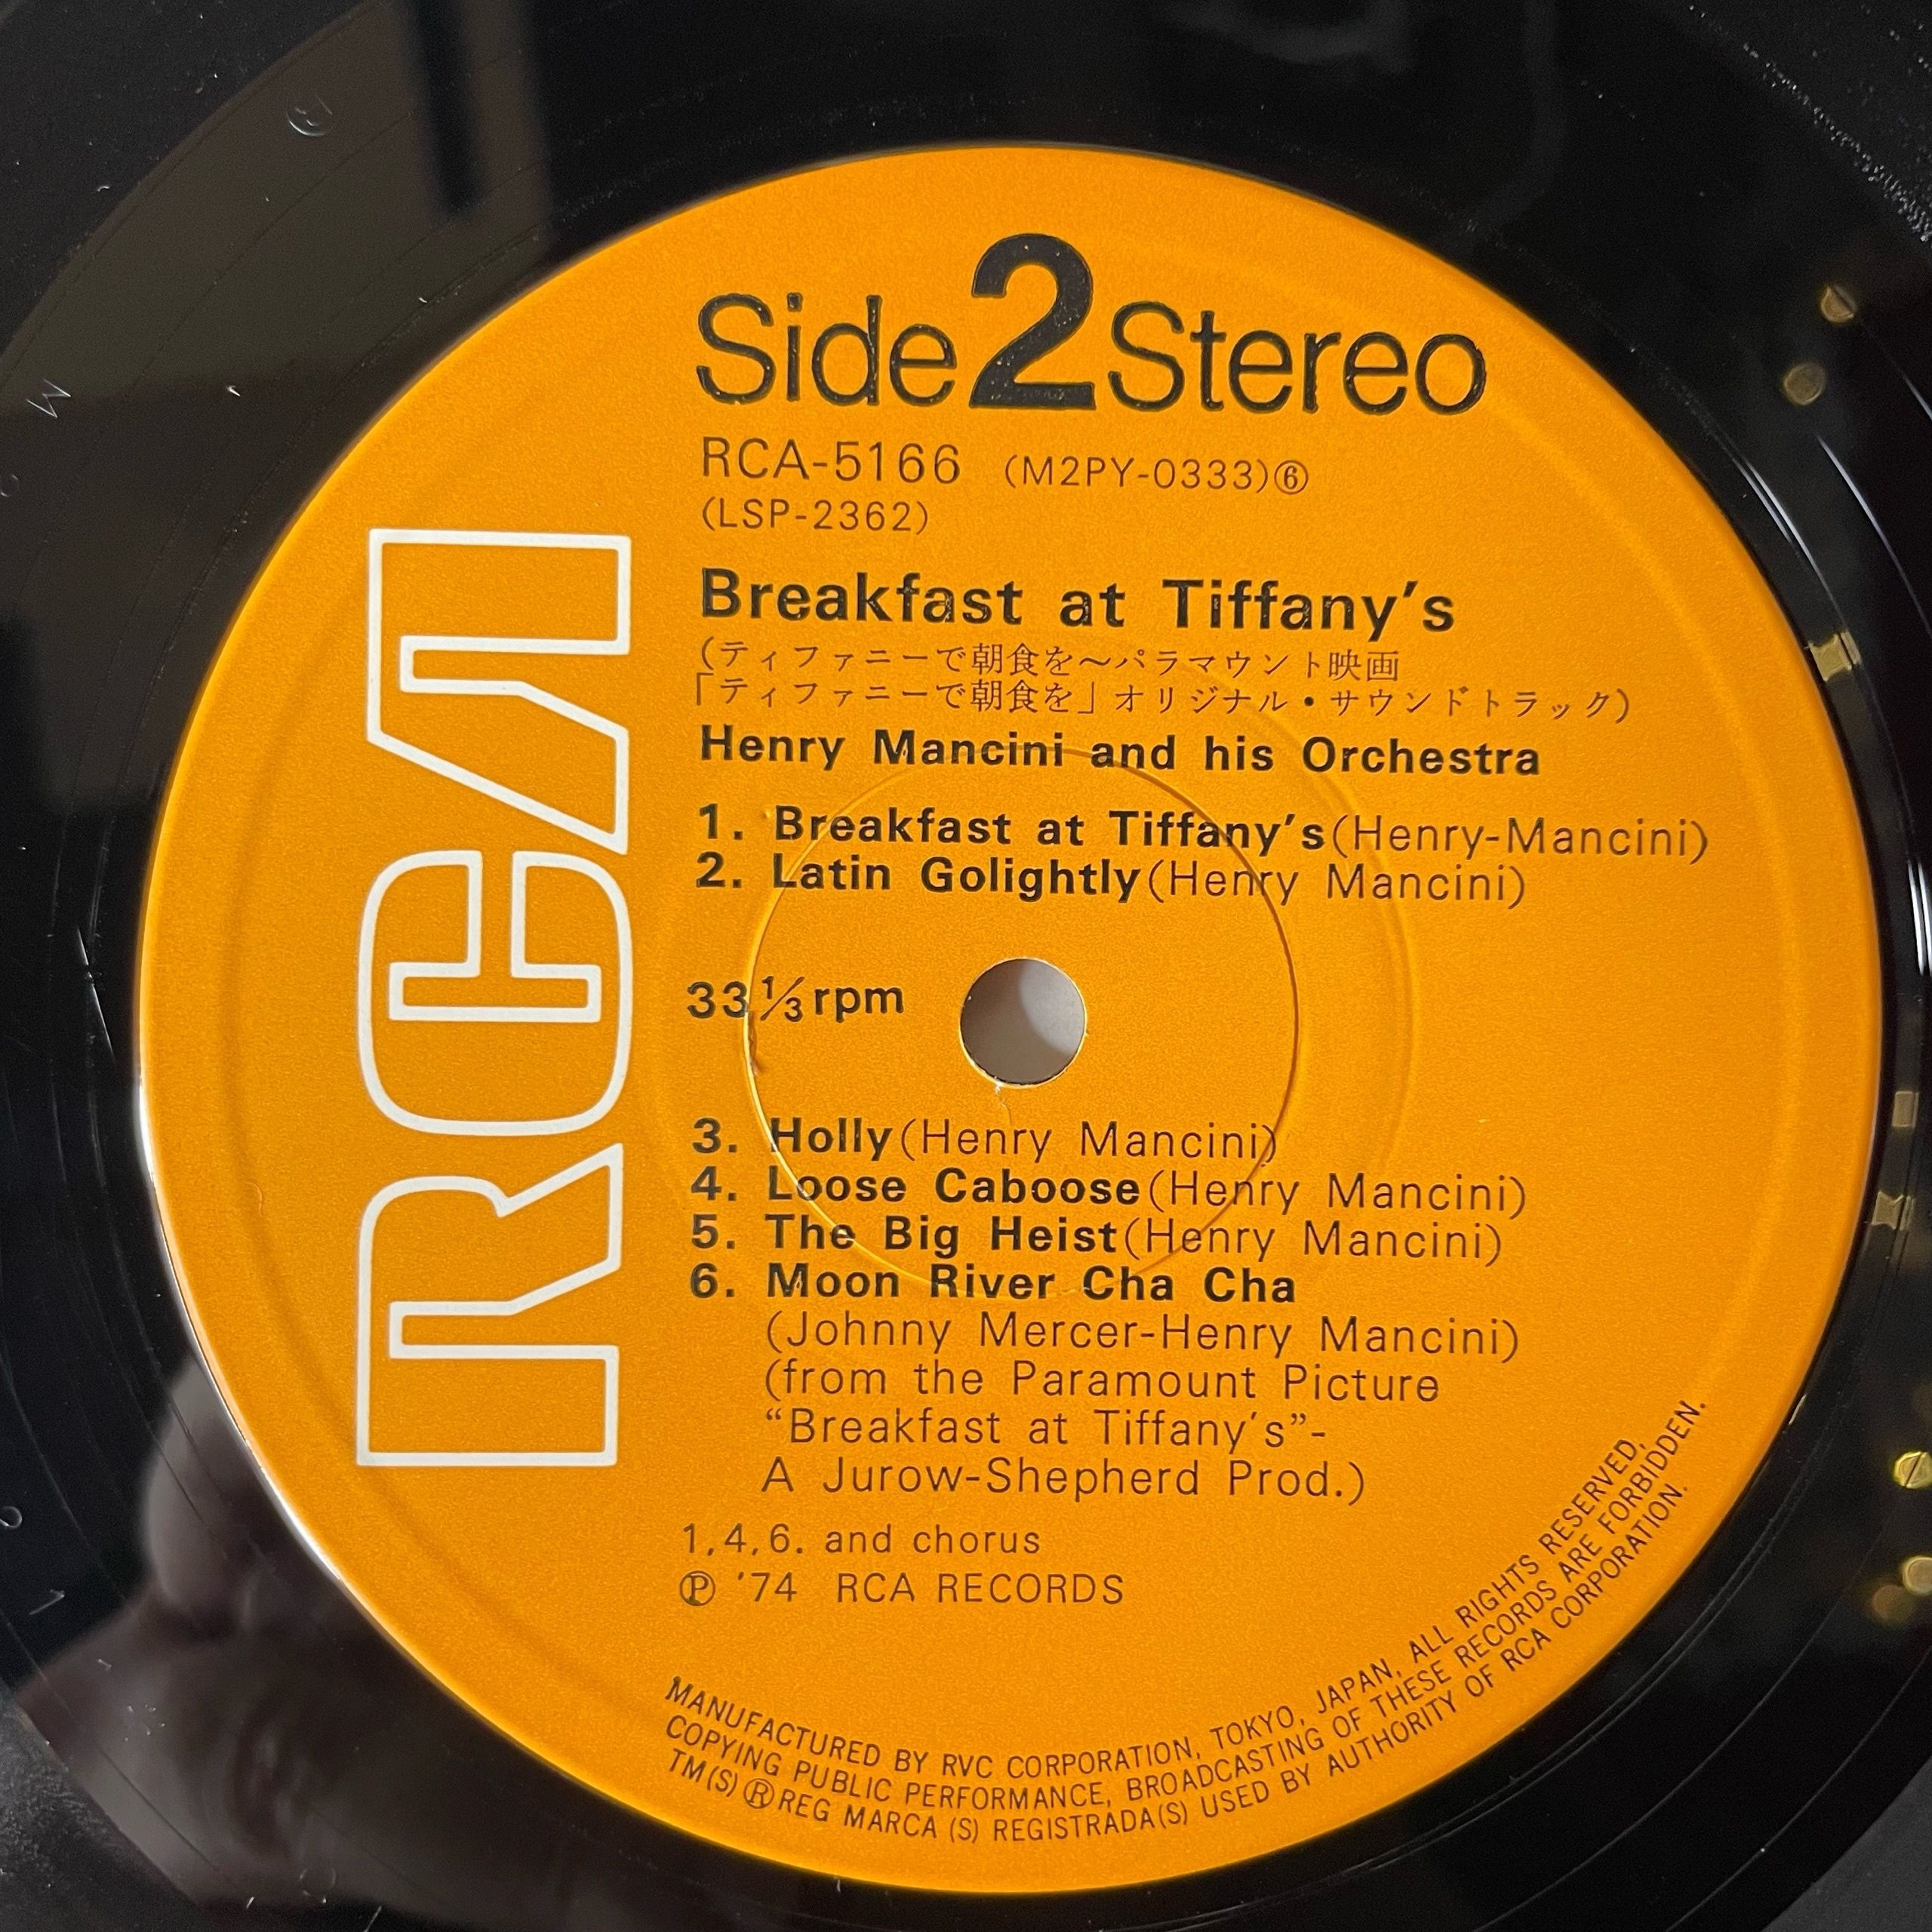 Side 2 Stereo
RCA-5166 (M2PY-0333)⑥
(LSP-2362)
RCA
Breakfast at Tiffany's
(ティファニーで朝食を〜パラマウント映画
「ティファニーで朝食を」オリジナル・サウンドトラック)
Henry Mancini and his Orchestra
1. Breakfast at Tiffany's(Henry-Mancini)
2. Latin Golightly(Henry Mancini)
33 1/3 rpm
3. Holly(Henry Mancini)
4. Loose Caboose(Henry Mancini)
5. The Big Heist(Henry Mancini)
6. Moon River Cha Cha
(Johnny Mercer-Henry Mancini)
(from the Paramount Picture
“Breakfast at Tiffany's”-
A Jurow-Shepherd Prod.)
1,4,6. and chorus
Ⓟ '74 RCA RECORDS
MANUFACTURED BY RVC CORPORATION, TOKYO, JAPAN, ALL RIGHTS RESERVED,
COPYING PUBLIC PERFORMANCE, BROADCASTING OF THESE RECORDS ARE FORBIDDEN.
TM(S) ® REG MARCA (S) REGISTRADA(S) USED BY AUTHORITY OF RCA CORPORATION.